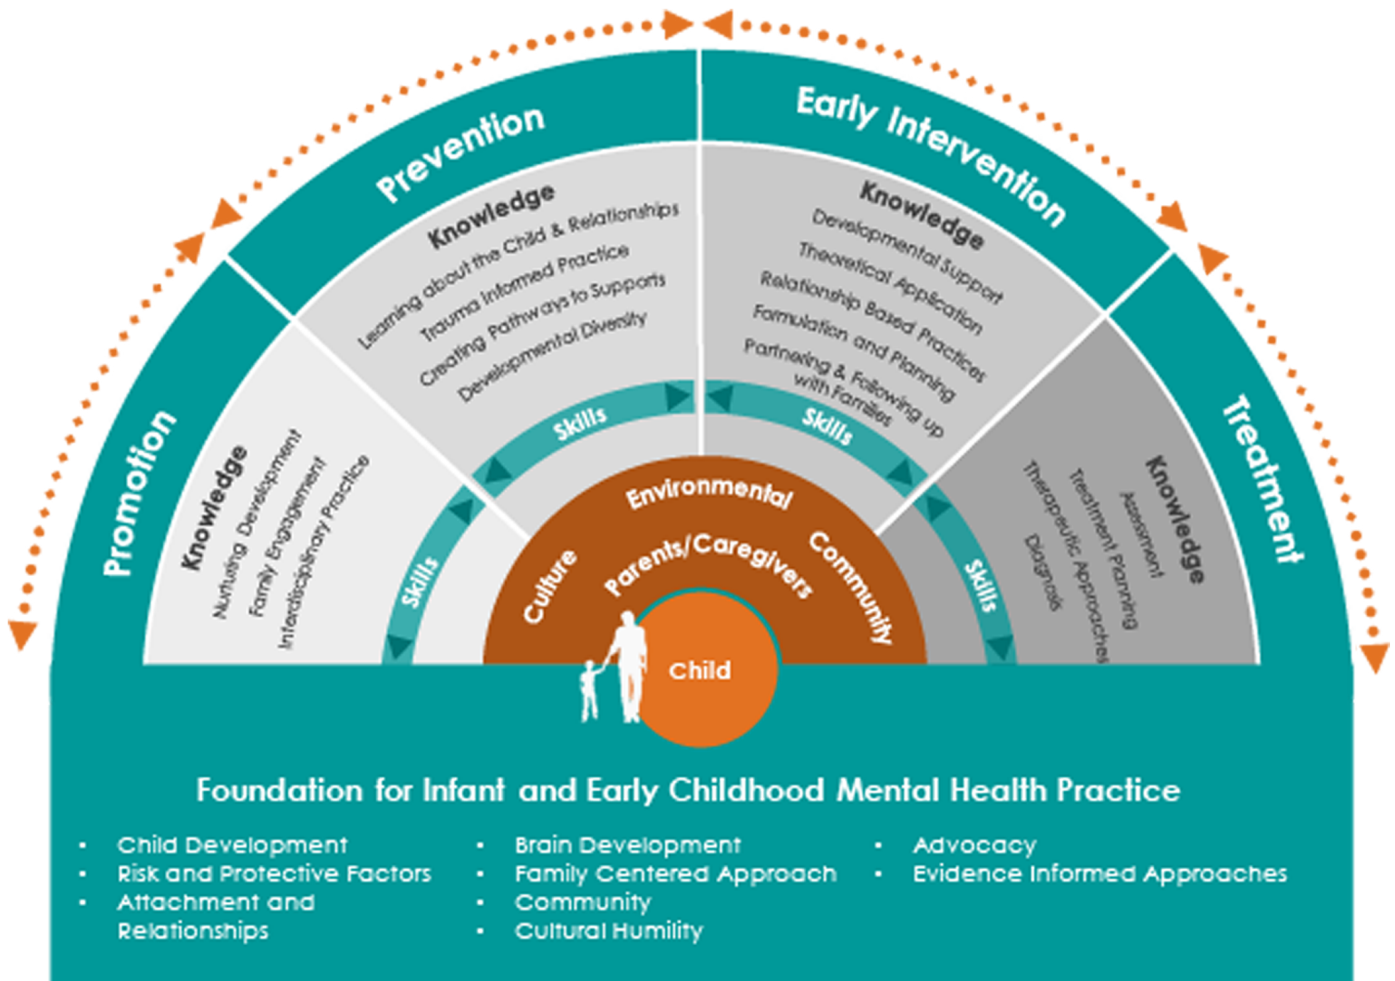 Promotion
Knowledge
Nurturing Development
Family Engagement
Interdisciplinary Practice
Skills
Prevention
Knowledge
Learning about the Child & Relationships
Trauma Informed Practice
Creating Pathways to Supports
Developmental Diversity
Skills
Early Intervention
Knowledge
Developmental Support
Theoretical Application
Relationship Based Practices
Formulation and Planning
Partnering & Following up
with Families
Skills
Treatment
Knowledge
Assessment
Treatment Planning
Therapeutic Approaches
Diagnosis
Skills
Environmental
Culture
Parents/Caregivers
Community
Child
Foundation for Infant and Early Childhood Mental Health Practice
• Child Development
• Risk and Protective Factors
• Attachment and
Relationships
• Brain Development
• Family Centered Approach
• Community
• Cultural Humility
• Advocacy
• Evidence Informed Approaches